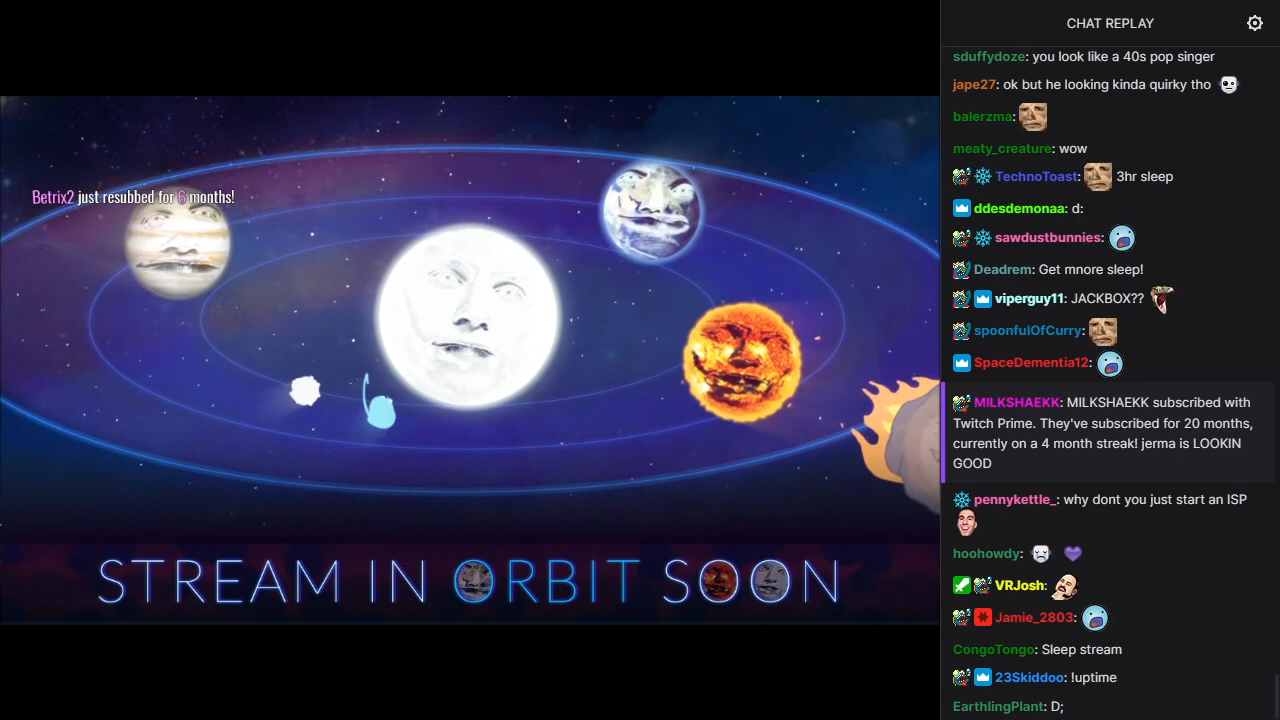 Betrix2 just resubbed for 6 months!
STREAM IN ORBIT SOON
CHAT REPLAY
sduffydoze: you look like a 40s pop singer
jape27: ok but he looking kinda quirky tho
balerzma:
meaty_creature: wow
TechnoToast: 3hr sleep
ddesdemonaa: d:
sawdustbunnies:
Deadrem: Get mnore sleep!
viperguy11: JACKBOX??
spoonfulOfCurry:
SpaceDementia12:
MILKSHAEKK: MILKSHAEKK subscribed with
Twitch Prime. They've subscribed for 20 months,
currently on a 4 month streak! jerma is LOOKIN
GOOD
pennykettle_: why dont you just start an ISP
hoohowdy:
VRJosh:
Jamie_2803:
CongoTongo: Sleep stream
23Skiddoo: !uptime
EarthlingPlant: D;